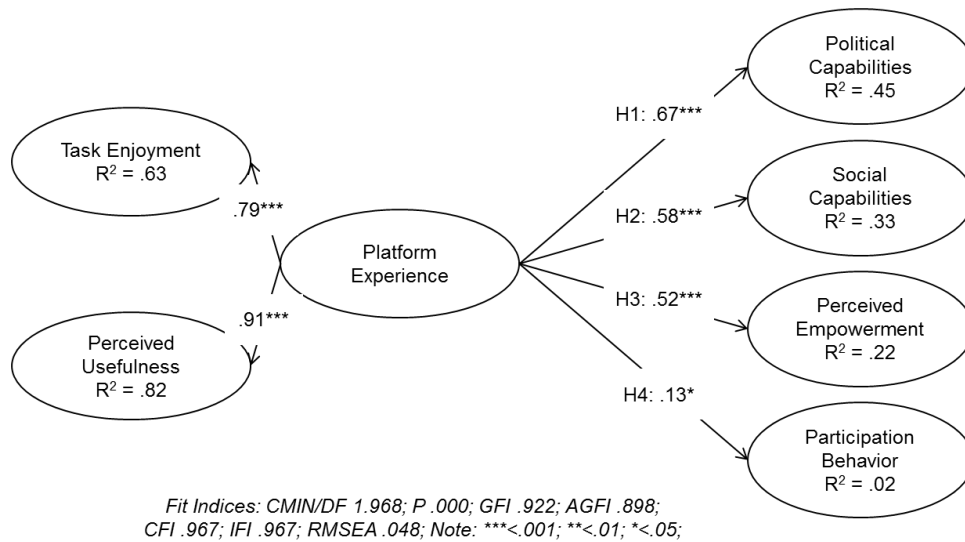 Political
Capabilities
R² = .45
H1: .67***
Task Enjoyment
R² = .63
.79***
Social
Capabilities
R² = .33
H2: .58***
Platform
Experience
H3: .52***
Perceived
Empowerment
R² = .22
.91***
Perceived
Usefulness
R² = .82
H4: .13*
Participation
Behavior
R² = .02
Fit Indices: CMIN/DF 1.968; P .000; GFI .922; AGFI .898;
CFI .967; IFI .967; RMSEA .048; Note: ***<.001; **<.01; *<.05;